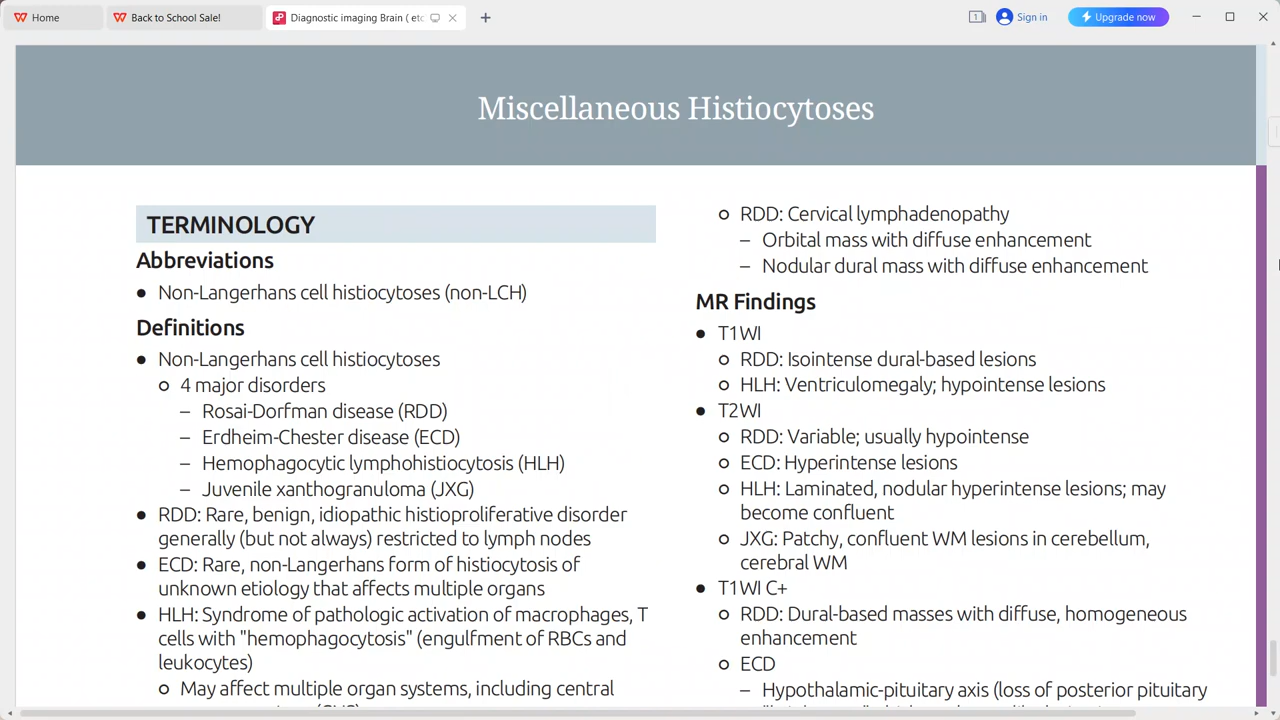 Home
Back to School Sale!
Diagnostic imaging Brain ( etc
1
Sign in
Upgrade now
Miscellaneous Histiocytoses
TERMINOLOGY
Abbreviations
● Non-Langerhans cell histiocytoses (non-LCH)
Definitions
● Non-Langerhans cell histiocytoses
○ 4 major disorders
– Rosai-Dorfman disease (RDD)
– Erdheim-Chester disease (ECD)
– Hemophagocytic lymphohistiocytosis (HLH)
– Juvenile xanthogranuloma (JXG)
● RDD: Rare, benign, idiopathic histioproliferative disorder
generally (but not always) restricted to lymph nodes
● ECD: Rare, non-Langerhans form of histiocytosis of
unknown etiology that affects multiple organs
● HLH: Syndrome of pathologic activation of macrophages, T
cells with "hemophagocytosis" (engulfment of RBCs and
leukocytes)
○ May affect multiple organ systems, including central
○ RDD: Cervical lymphadenopathy
– Orbital mass with diffuse enhancement
– Nodular dural mass with diffuse enhancement
MR Findings
● T1WI
○ RDD: Isointense dural-based lesions
○ HLH: Ventriculomegaly; hypointense lesions
● T2WI
○ RDD: Variable; usually hypointense
○ ECD: Hyperintense lesions
○ HLH: Laminated, nodular hyperintense lesions; may
become confluent
○ JXG: Patchy, confluent WM lesions in cerebellum,
cerebral WM
● T1WI C+
○ RDD: Dural-based masses with diffuse, homogeneous
enhancement
○ ECD
– Hypothalamic-pituitary axis (loss of posterior pituitary